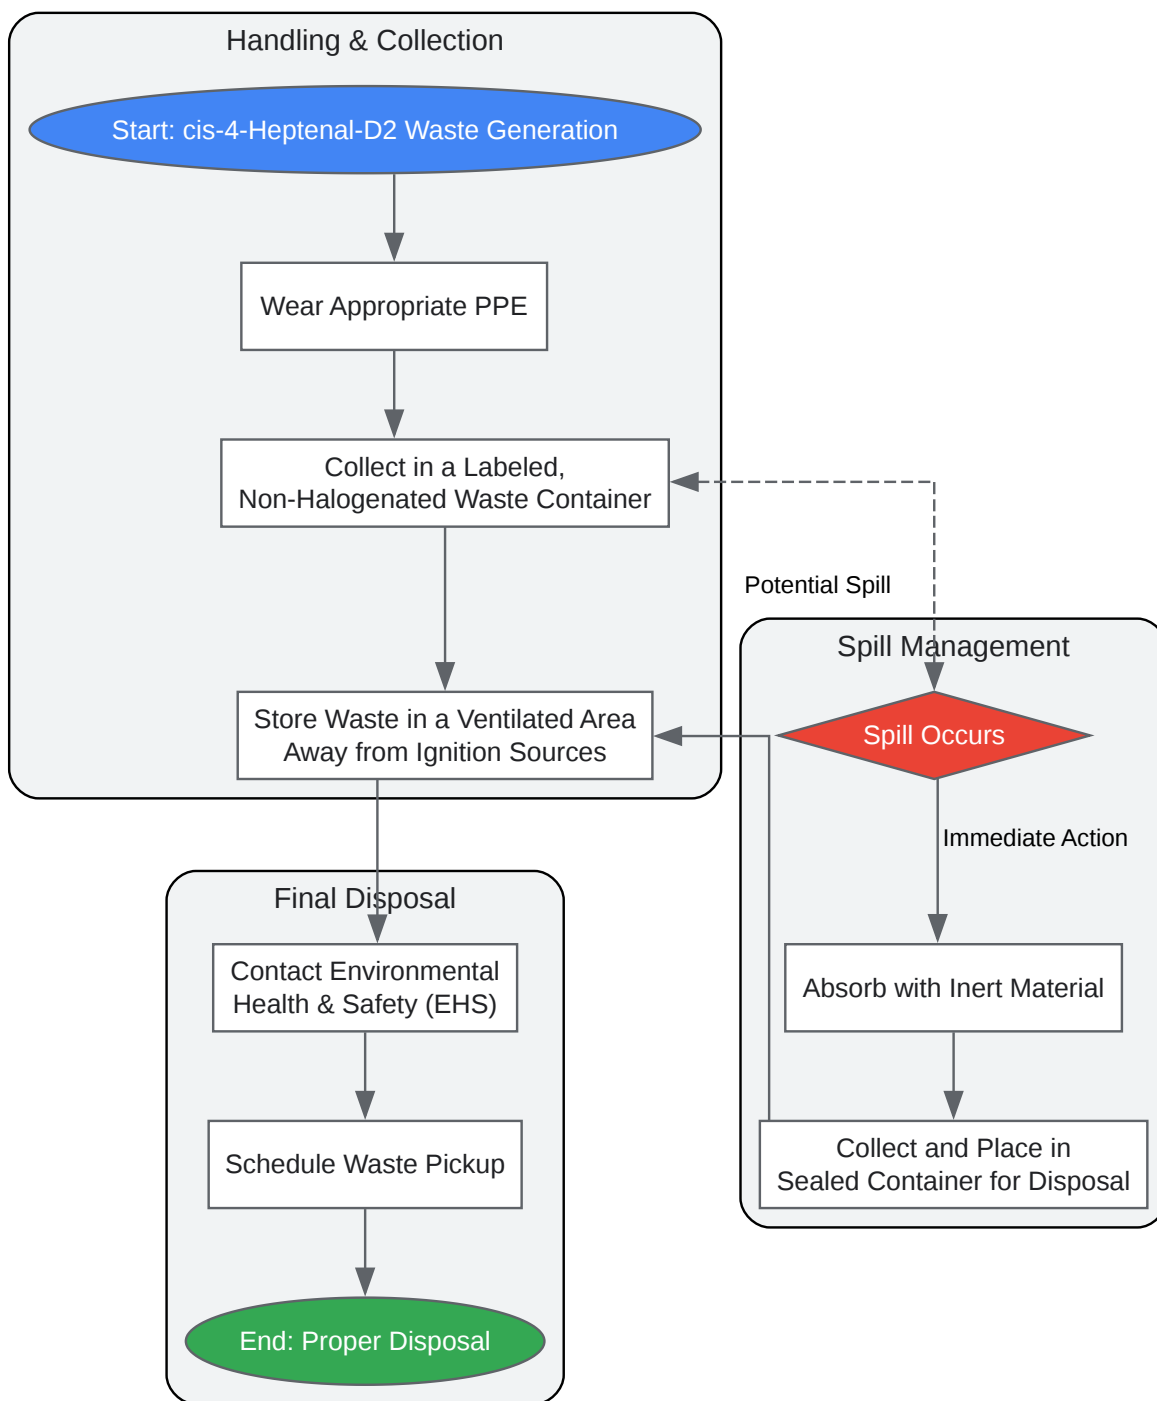 Handling & Collection
Start: cis-4-Heptenal-D2 Waste Generation
Wear Appropriate PPE
Collect in a Labeled,
Non-Halogenated Waste Container
Potential Spill
Store Waste in a Ventilated Area
Away from Ignition Sources
Spill Management
Spill Occurs
Immediate Action
Absorb with Inert Material
Collect and Place in
Sealed Container for Disposal
Final Disposal
Contact Environmental
Health & Safety (EHS)
Schedule Waste Pickup
End: Proper Disposal